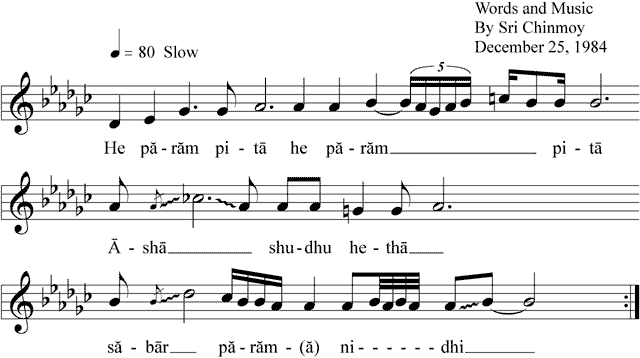 Words and Music
By Sri Chinmoy
December 25, 1984
♩ = 80 Slow
5
He pă-răm pi-tā he pă-răm pi-tā
Ā-shā shu-dhu he-thā
să-bār pă-răm-(ă) ni------dhi